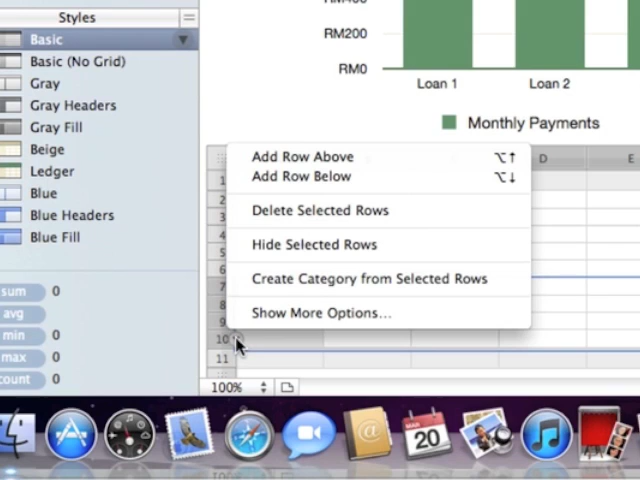 Styles
Basic
Basic (No Grid)
Gray
Gray Headers
Gray Fill
Beige
Ledger
Blue
Blue Headers
Blue Fill
sum 0
avg
min 0
max 0
count 0
RM200
RM0
Loan 1 Loan 2
Monthly Payments
D E
1
2
3
4
5
6
7
8
9
10
11
Add Row Above ⌥↑
Add Row Below ⌥↓
Delete Selected Rows
Hide Selected Rows
Create Category from Selected Rows
Show More Options...
100%
MAR
20
@